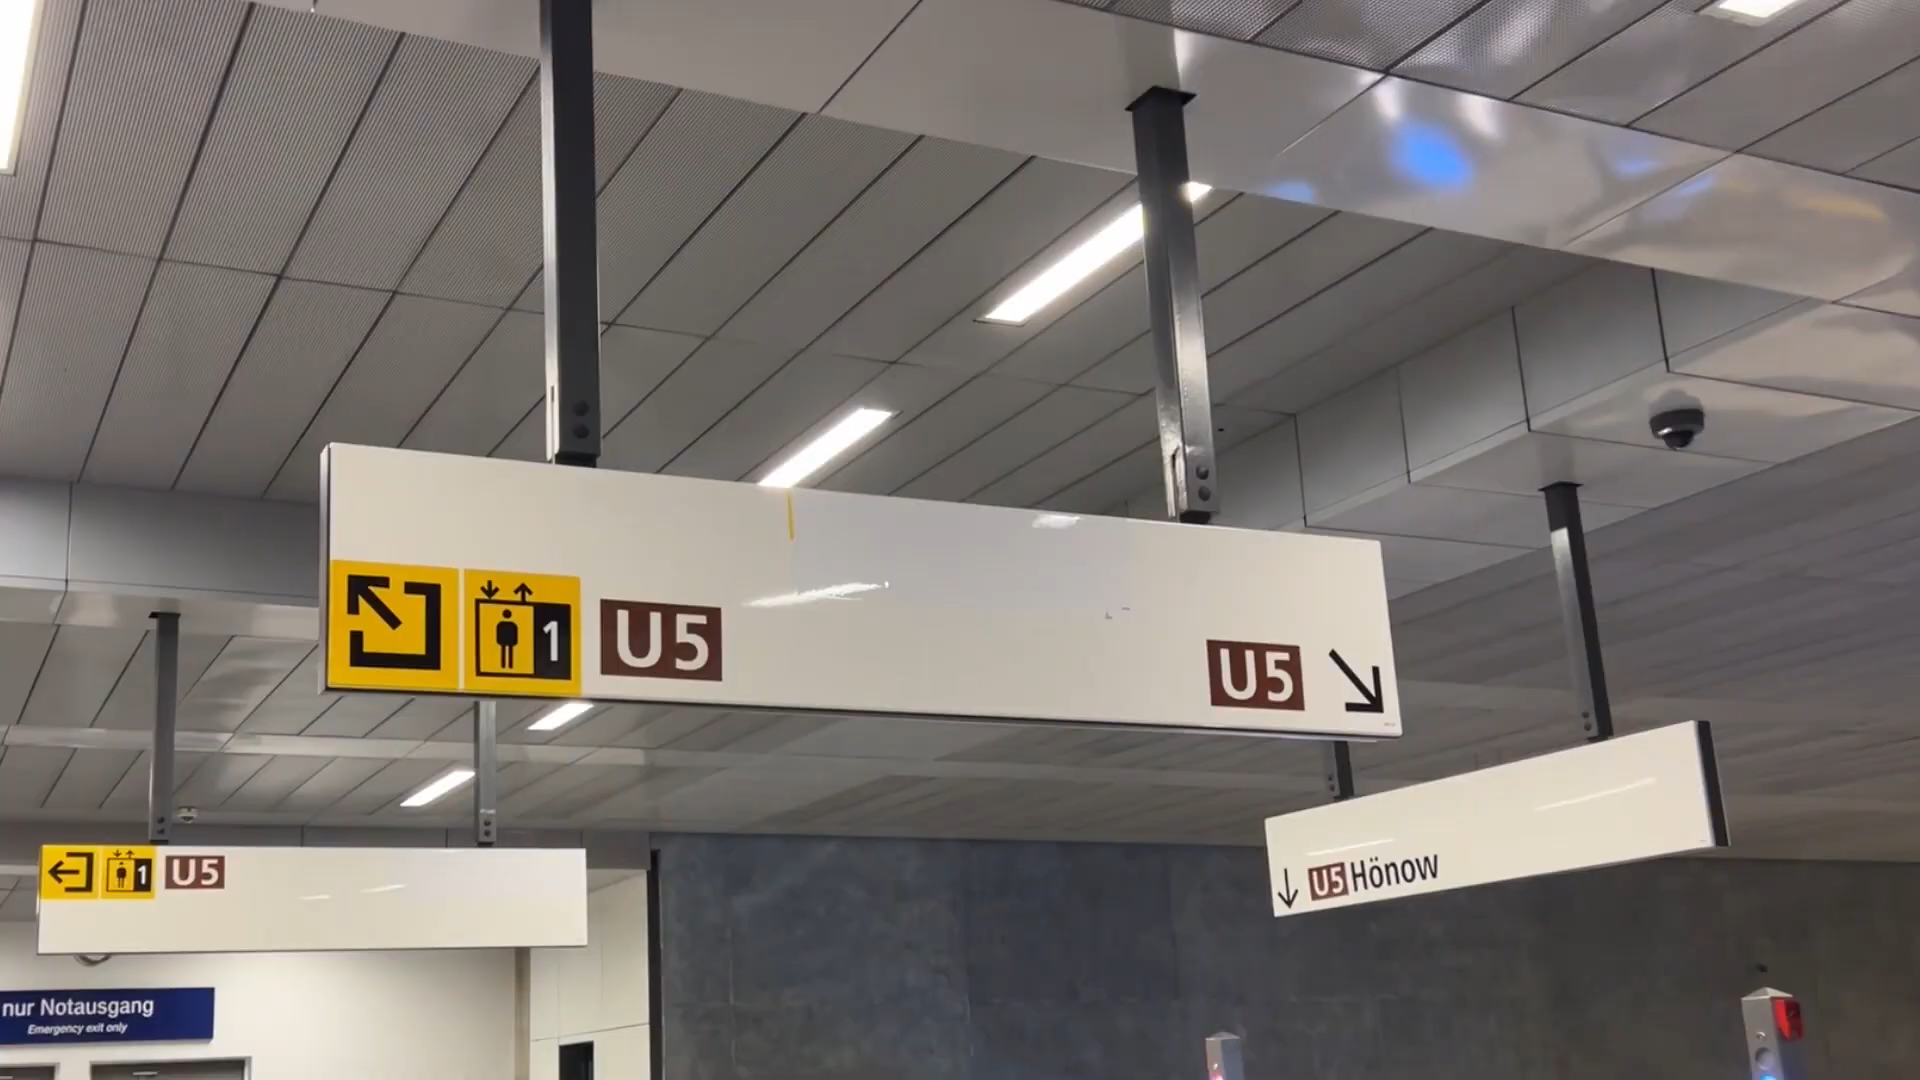 1 U5
U5
U5 Hönow
1 U5
nur Notausgang
Emergency exit only